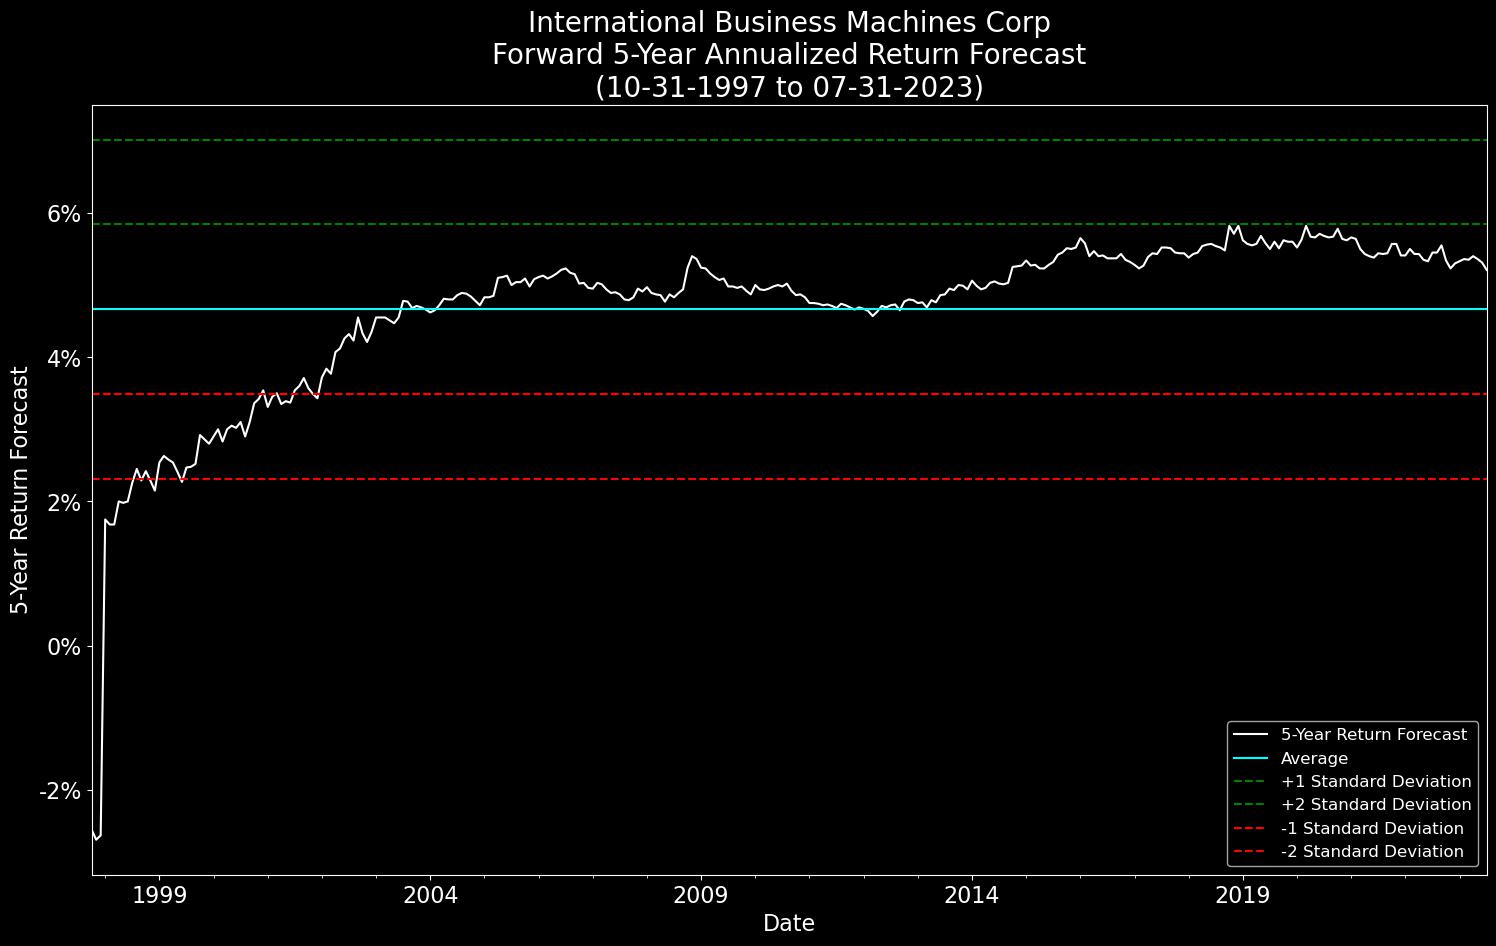 International Business Machines Corp
Forward 5-Year Annualized Return Forecast
(10-31-1997 to 07-31-2023)
5-Year Return Forecast
6%
4%
2%
0%
-2%
5-Year Return Forecast
Average
+1 Standard Deviation
+2 Standard Deviation
-1 Standard Deviation
-2 Standard Deviation
1999 2004 2009 2014 2019
Date